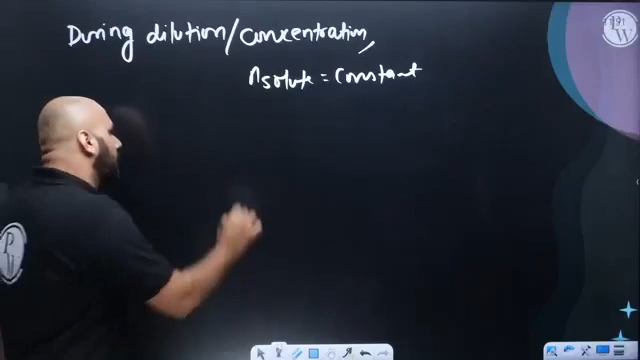 During dilution/concentration,
nsolute = constant